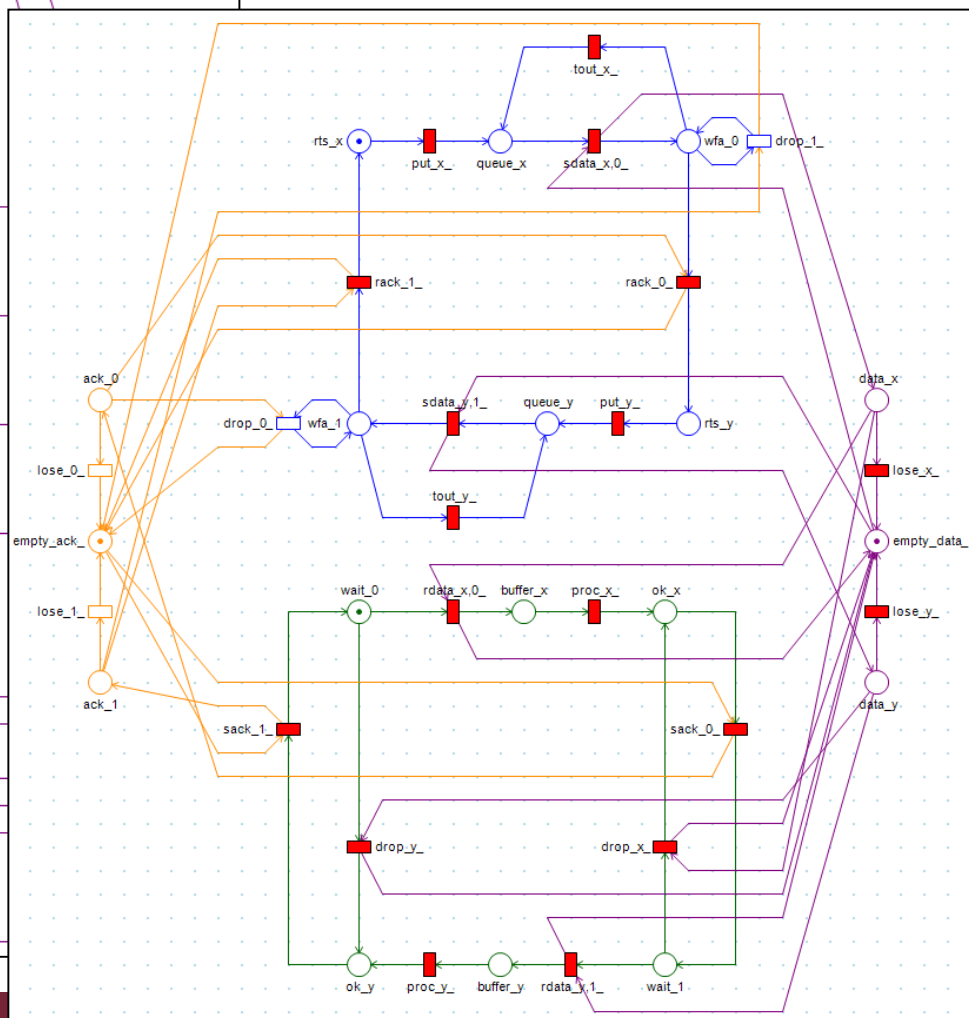 tout_x_
rts_x
put_x_
queue_x
sdata_x,0_
wfa_0
drop_1_
rack_1_
rack_0_
ack_0
data_x
sdata_y,1_
queue_y
put_y_
drop_0_
wfa_1
rts_y
lose_0_
lose_x_
tout_y_
empty_ack_
empty_data_
wait_0
rdata_x,0_
buffer_x
proc_x_
ok_x
lose_1_
lose_y_
ack_1
data_y
sack_1_
sack_0_
drop_y_
drop_x_
ok_y
proc_y_
buffer_y
rdata_y,1_
wait_1